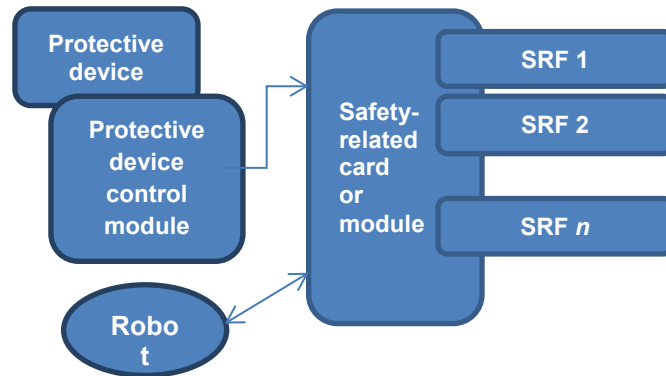 Protective
device
Protective
device
control
module
Robo
t
Safety-
related
card
or
module
SRF 1
SRF 2
SRF n